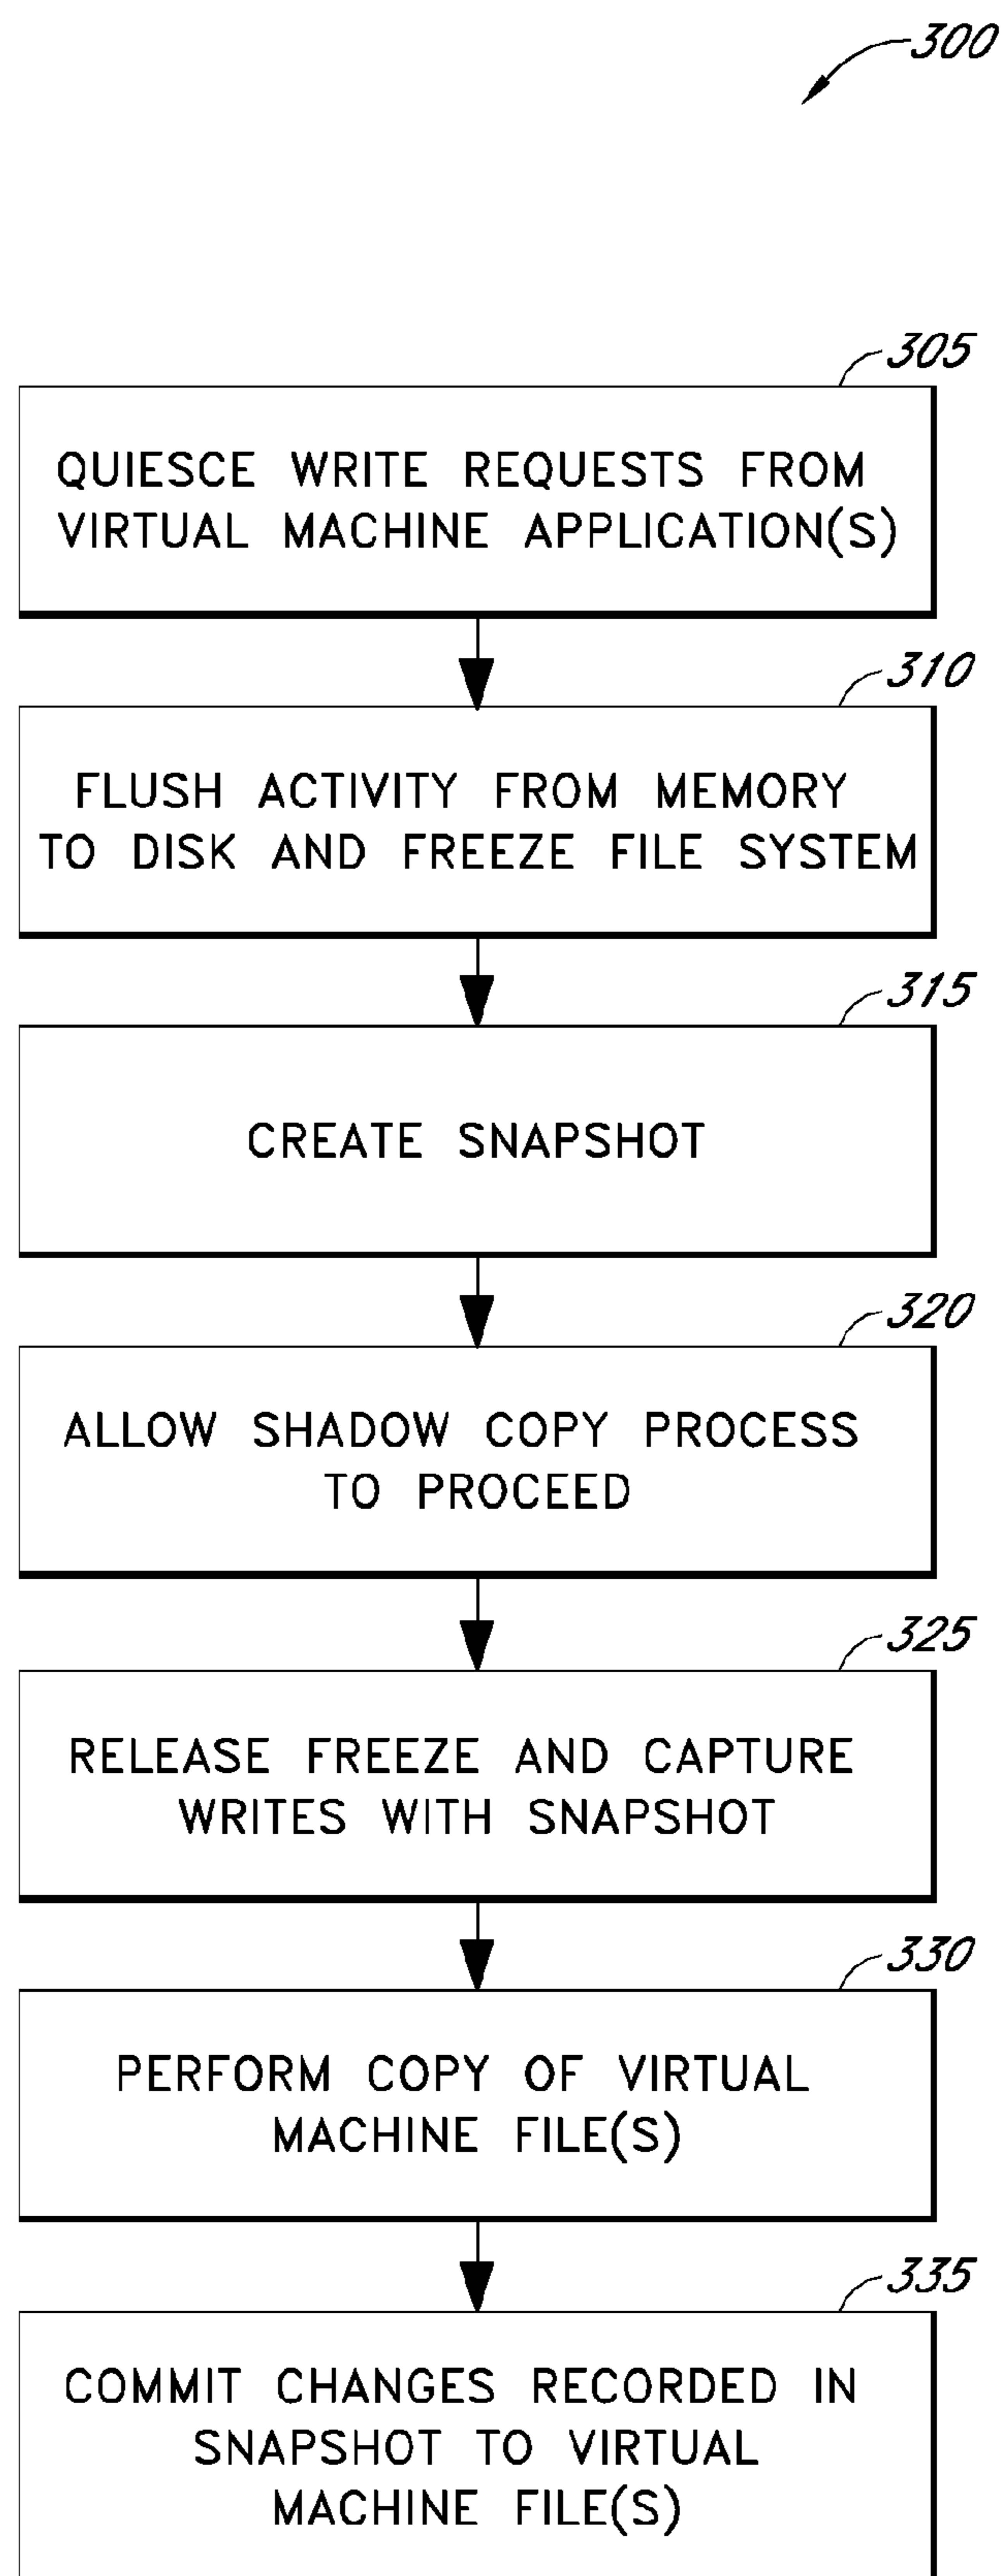 300
305
QUIESCE WRITE REQUESTS FROM
VIRTUAL MACHINE APPLICATION(S)
310
FLUSH ACTIVITY FROM MEMORY
TO DISK AND FREEZE FILE SYSTEM
315
CREATE SNAPSHOT
320
ALLOW SHADOW COPY PROCESS
TO PROCEED
325
RELEASE FREEZE AND CAPTURE
WRITES WITH SNAPSHOT
330
PERFORM COPY OF VIRTUAL
MACHINE FILE(S)
335
COMMIT CHANGES RECORDED IN
SNAPSHOT TO VIRTUAL
MACHINE FILE(S)